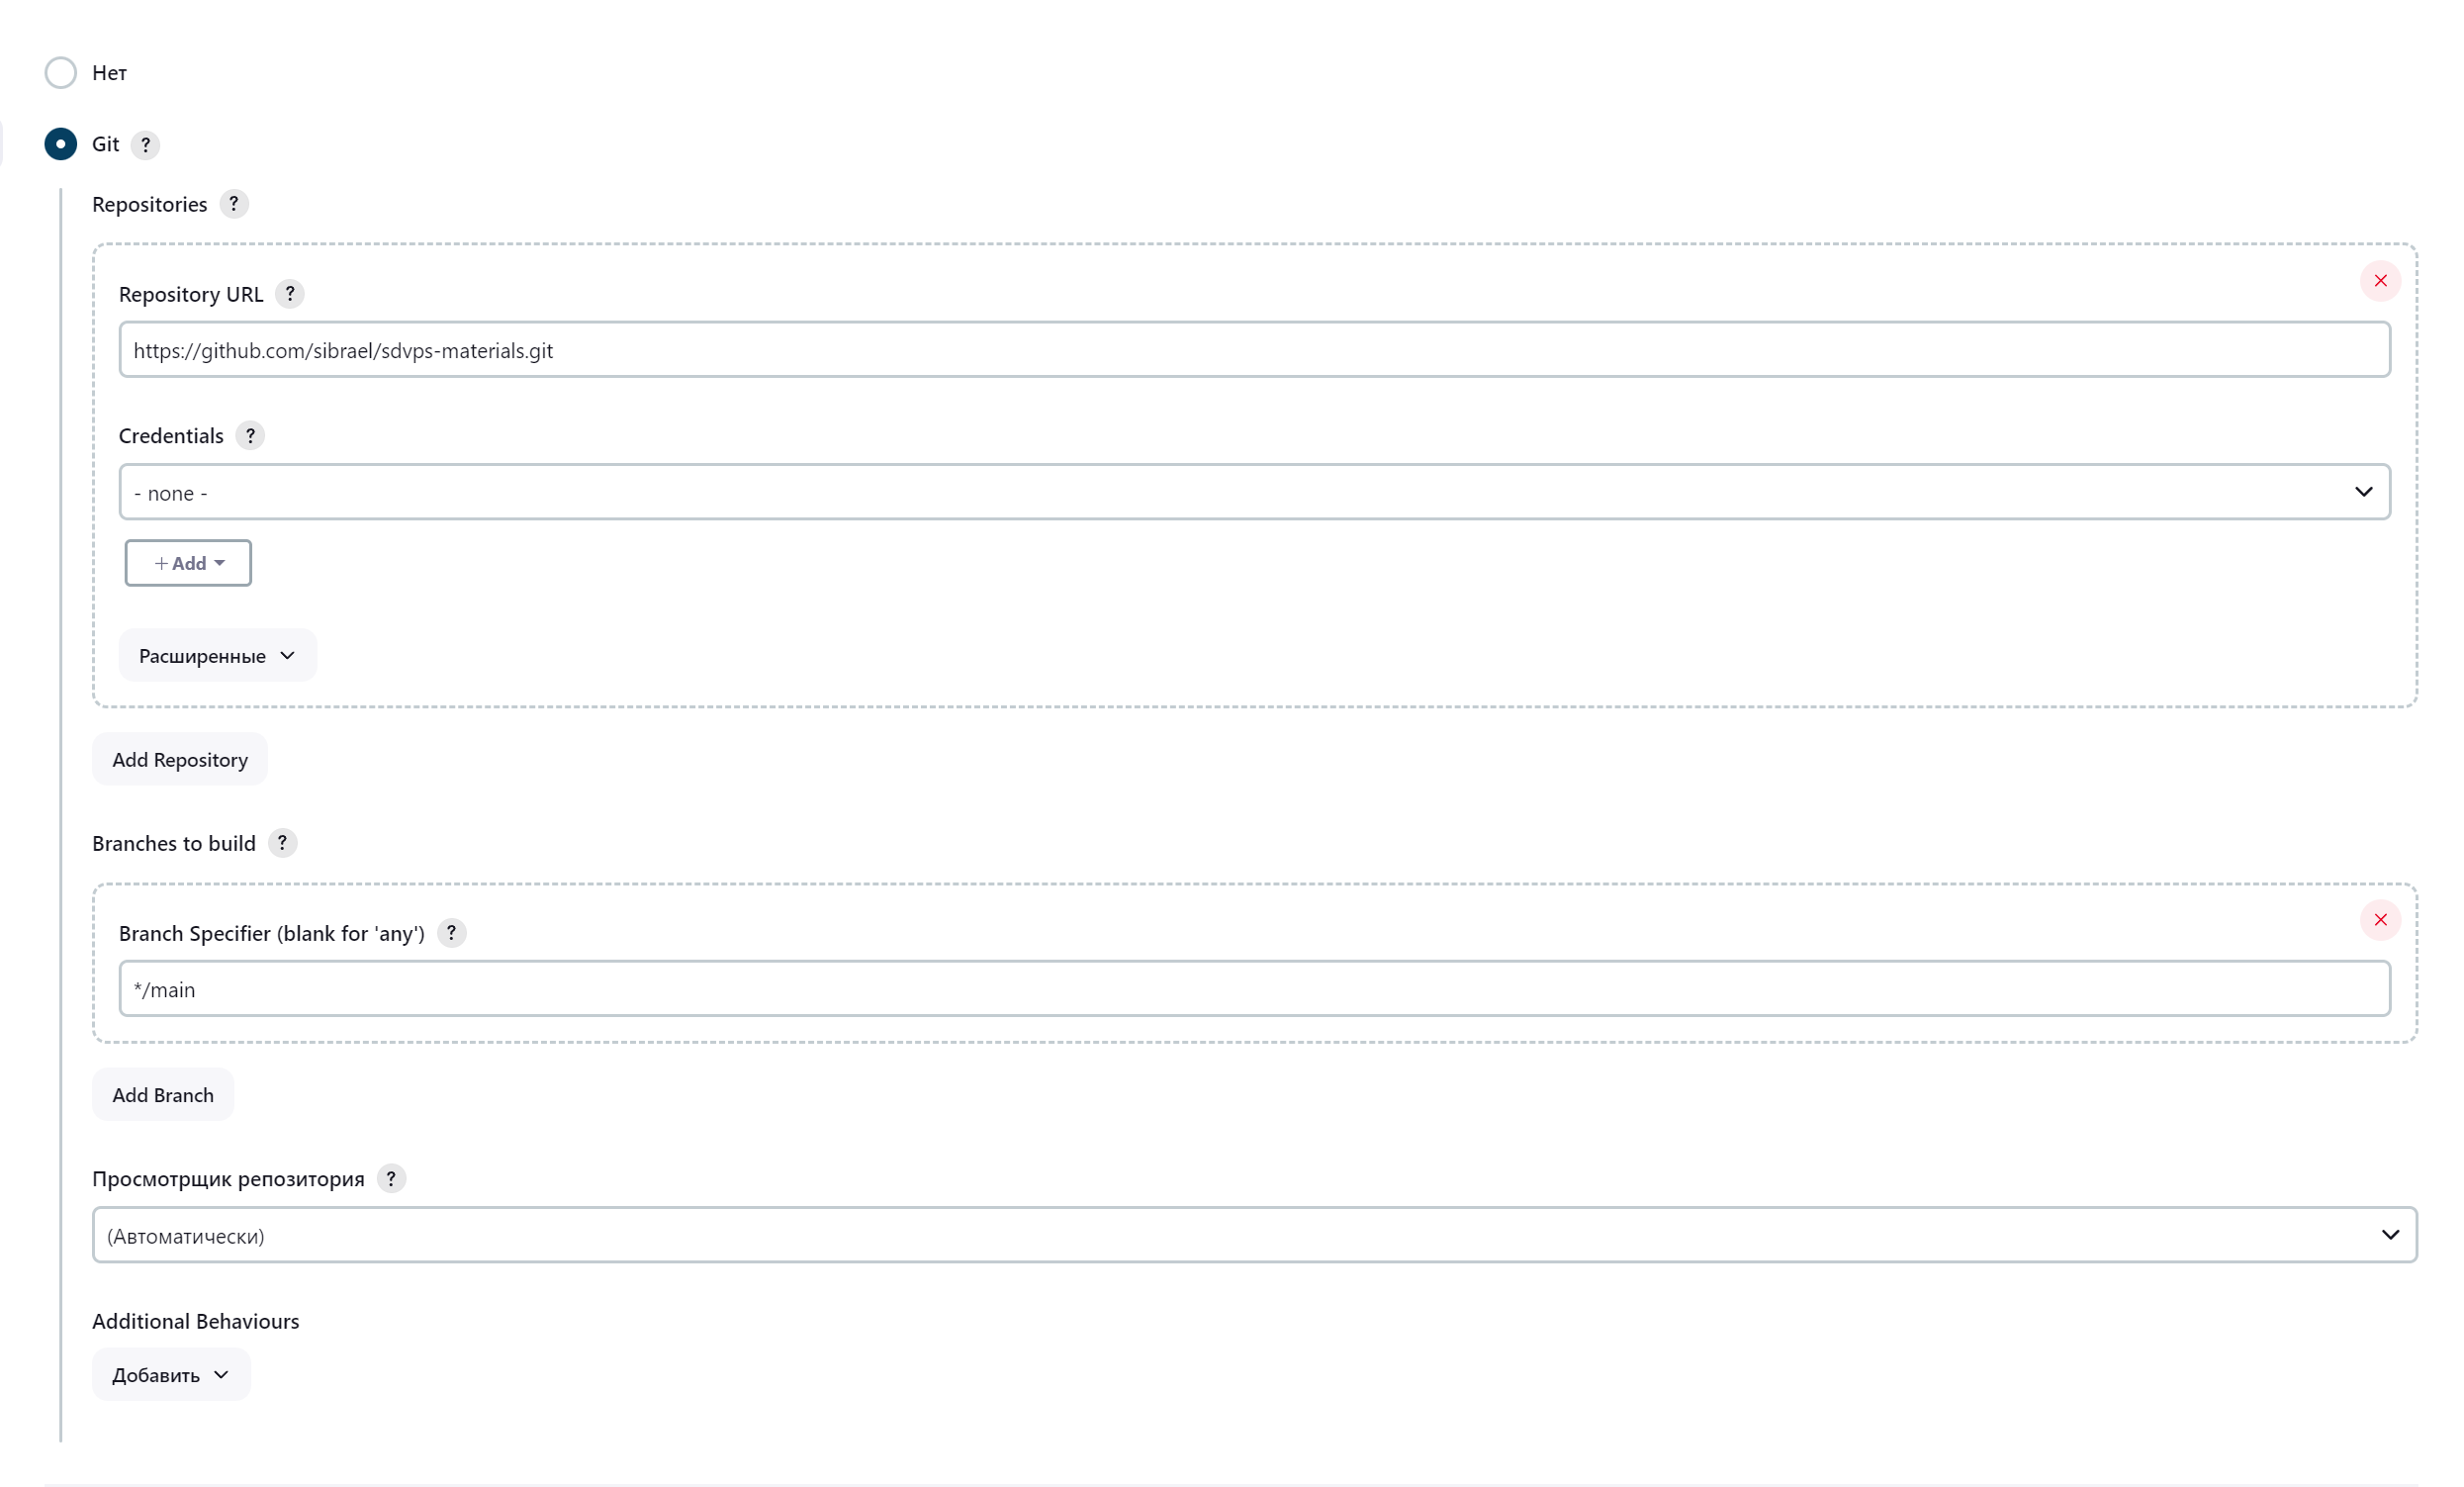 Нет
Git ?
Repositories ?
Repository URL ?
https://github.com/sibrael/sdvps-materials.git
Credentials ?
- none -
+ Add
Расширенные
Add Repository
Branches to build ?
Branch Specifier (blank for 'any') ?
*/main
Add Branch
Просмотрщик репозитория ?
(Автоматически)
Additional Behaviours
Добавить